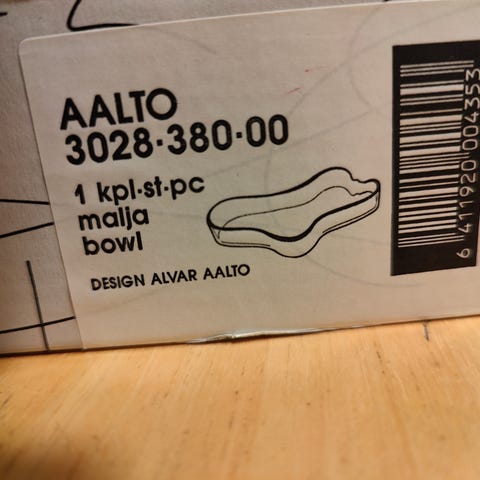 AALTO
3028·380·00
1 kpl·st·pc
malja
bowl
DESIGN ALVAR AALTO
6 411920 004353